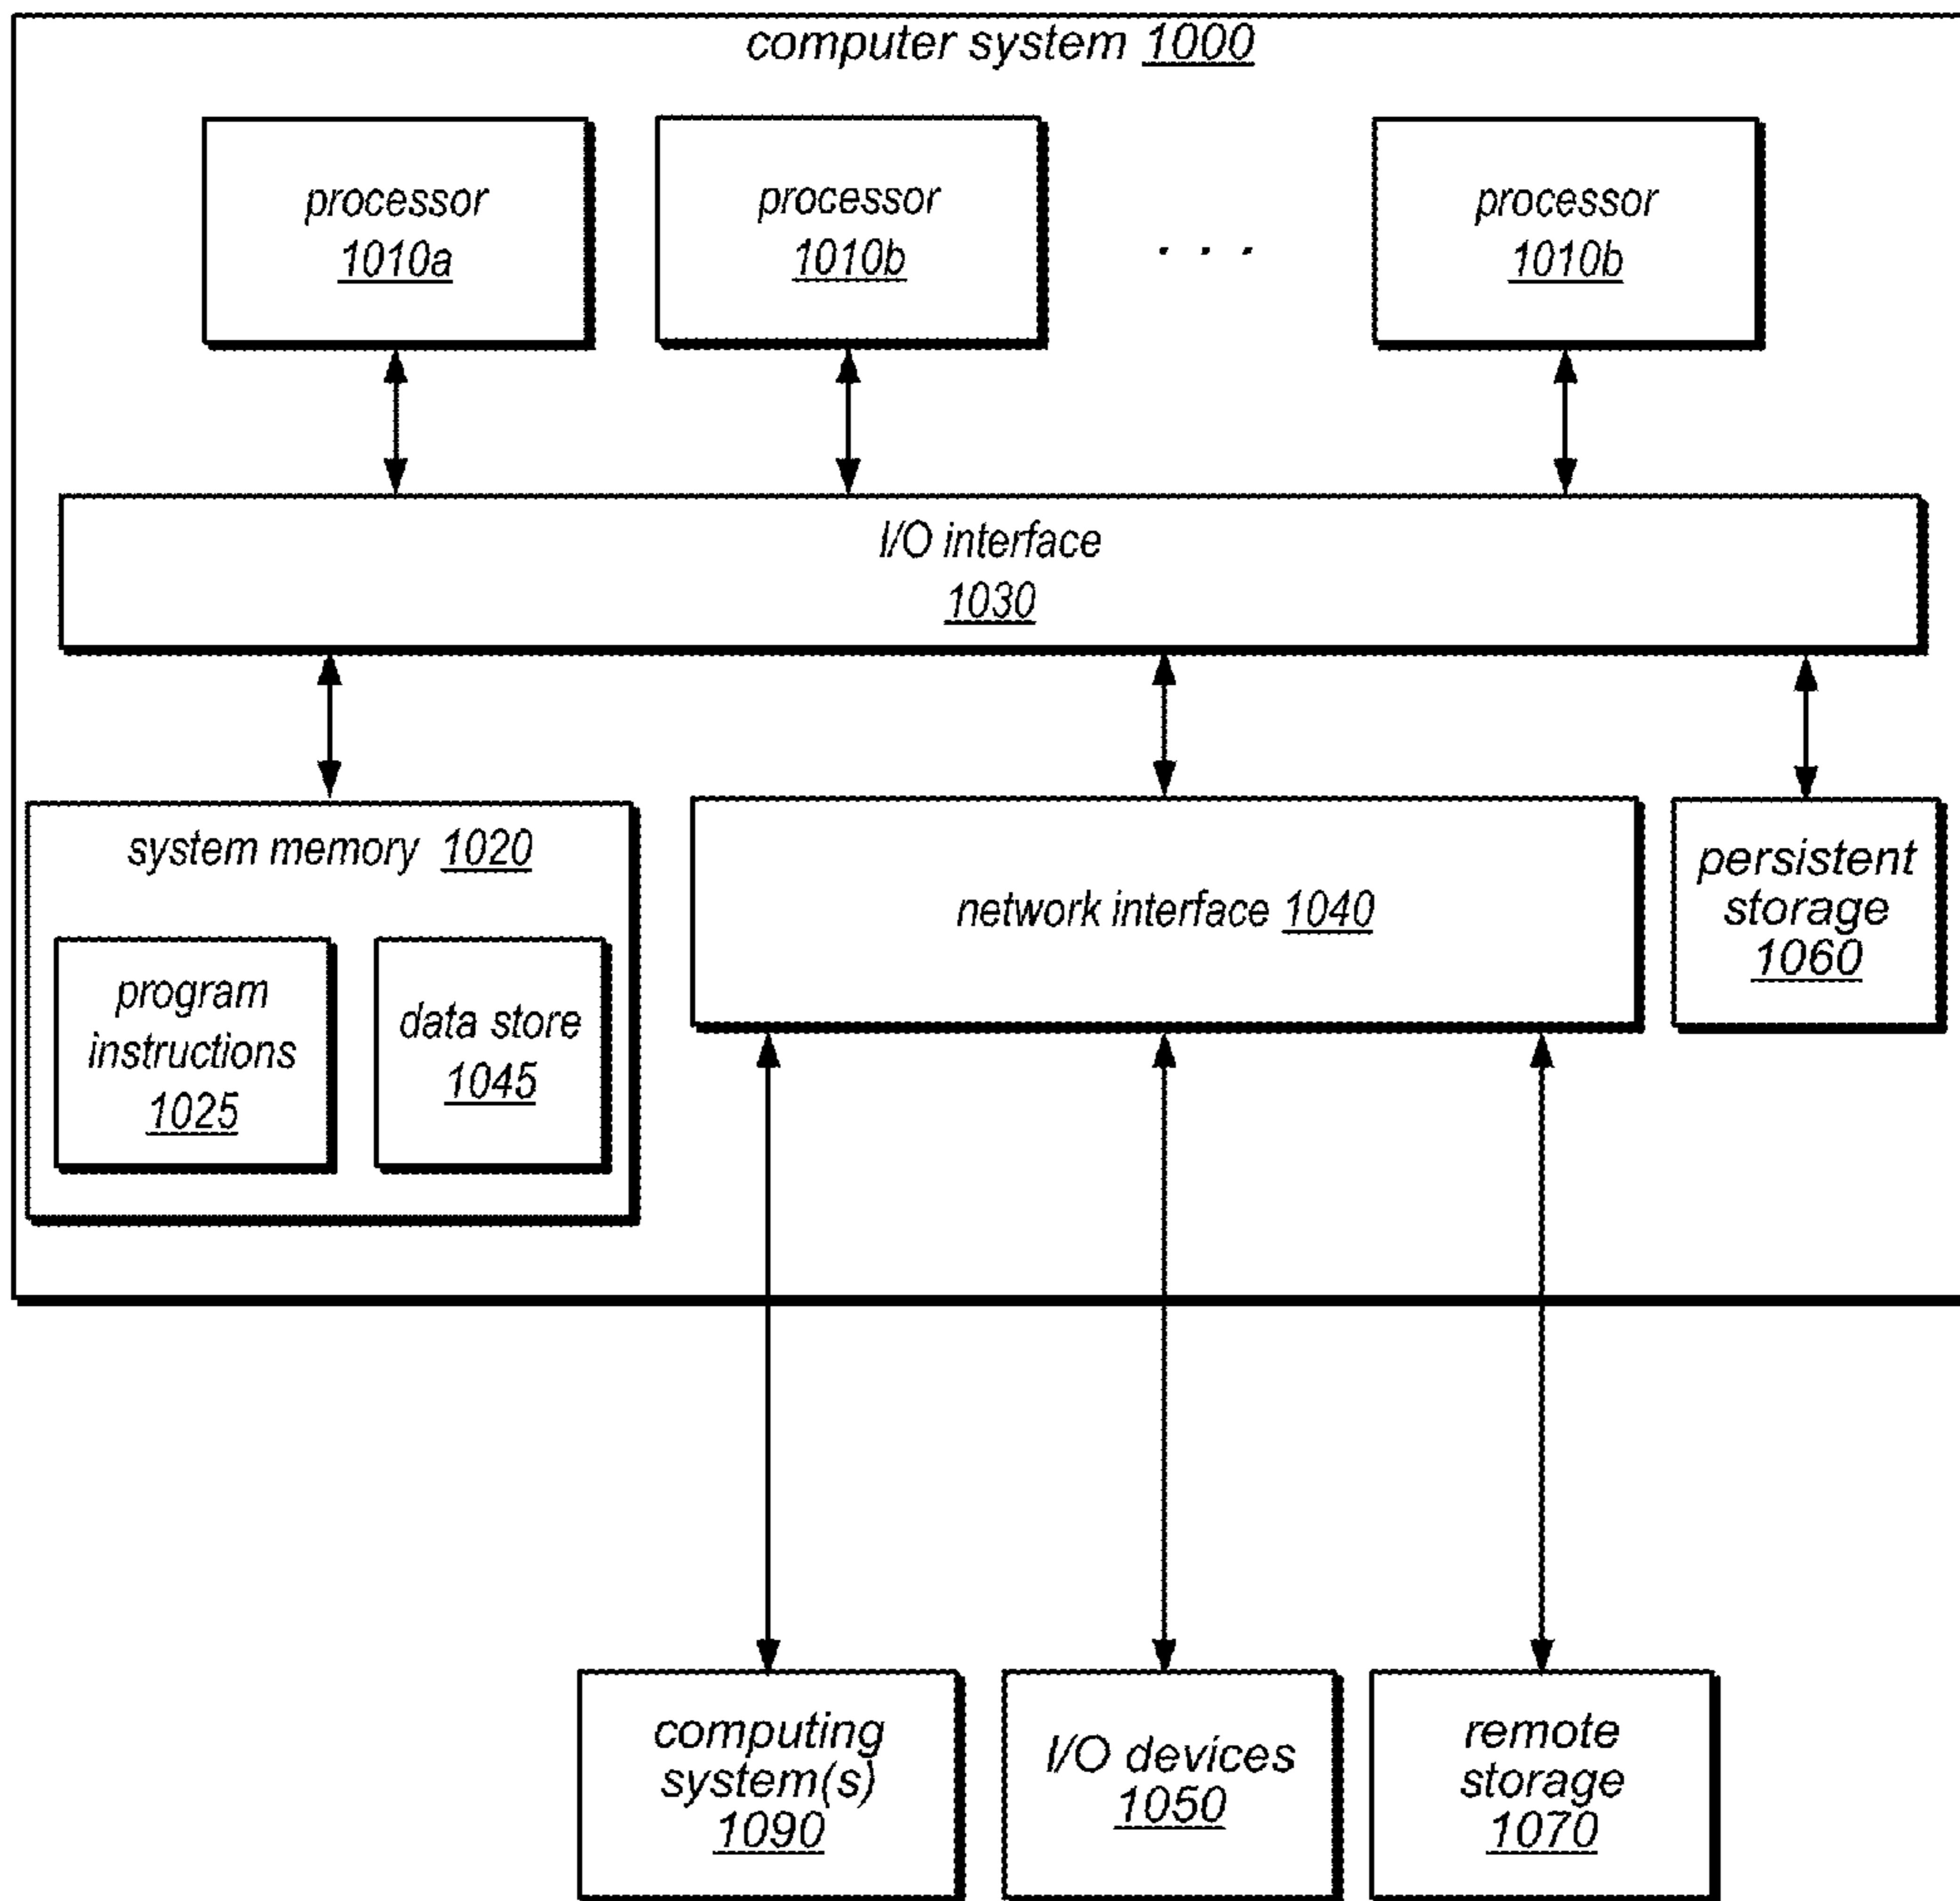 computer system 1000
processor
1010a
processor
1010b
. . .
processor
1010b
I/O interface
1030
system memory 1020
program
instructions
1025
data store
1045
network interface 1040
persistent
storage
1060
computing
system(s)
1090
I/O devices
1050
remote
storage
1070